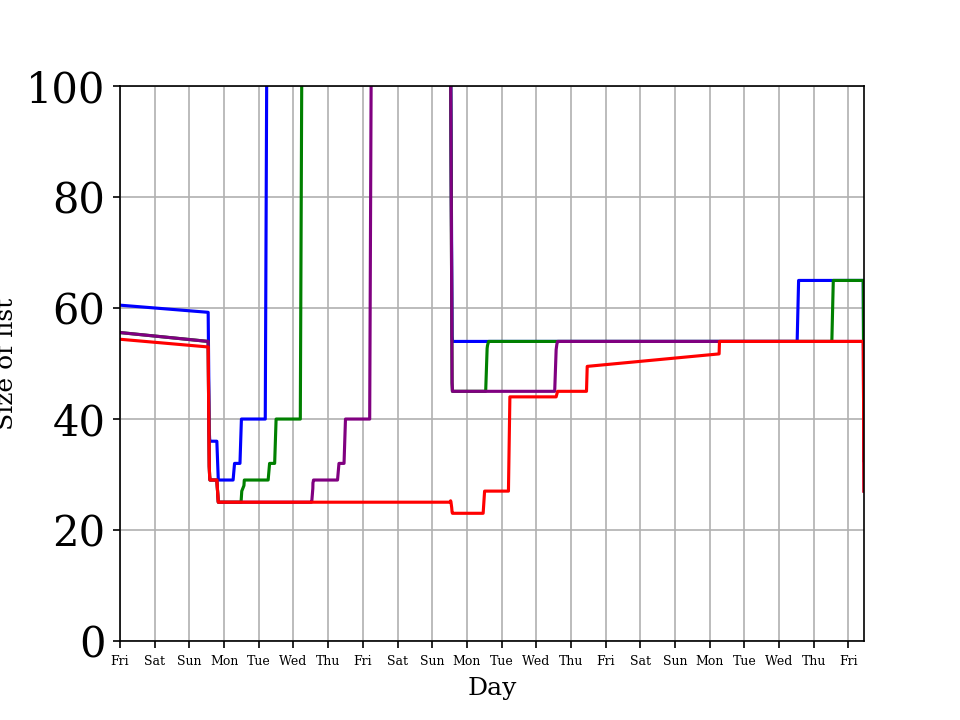 100
80
60
40
20
0
Size of list
Fri Sat Sun Mon Tue Wed Thu Fri Sat Sun Mon Tue Wed Thu Fri Sat Sun Mon Tue Wed Thu Fri
Day